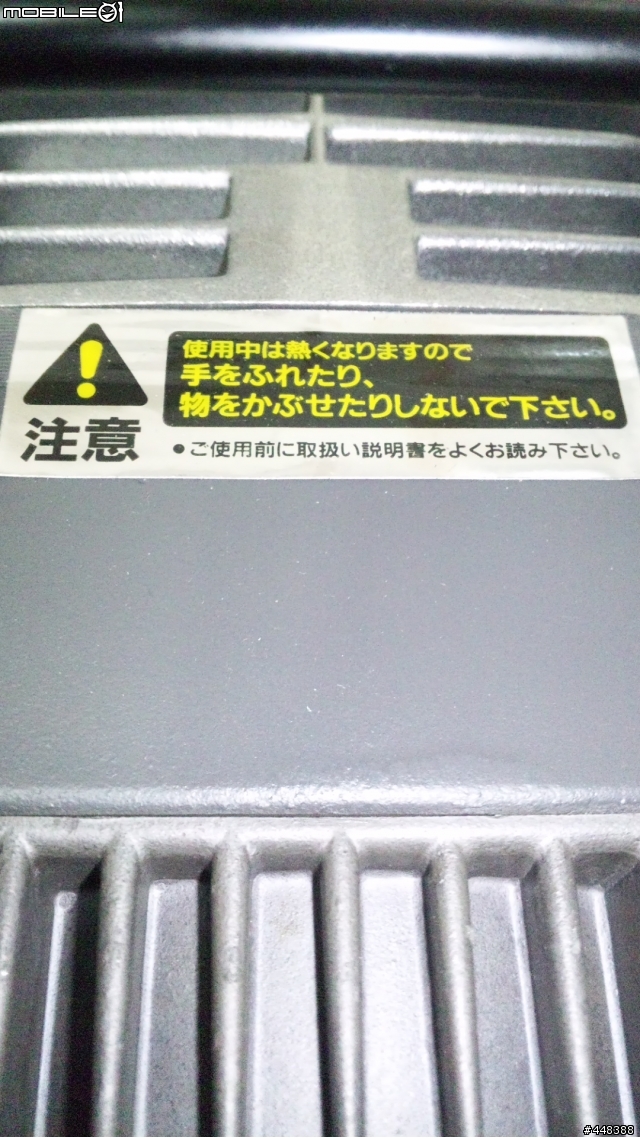 MOBILE01
使用中は熱くなりますので
手をふれたり、
物をかぶせたりしないで下さい。
注意
●ご使用前に取扱い説明書をよくお読み下さい。
#448388